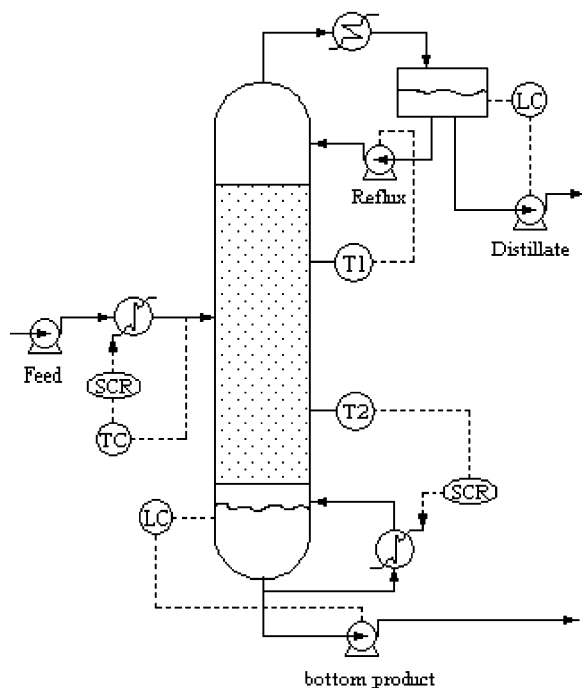 LC
Reflux
Distillate
T1
Feed
SCR
TC
T2
SCR
LC
bottom product